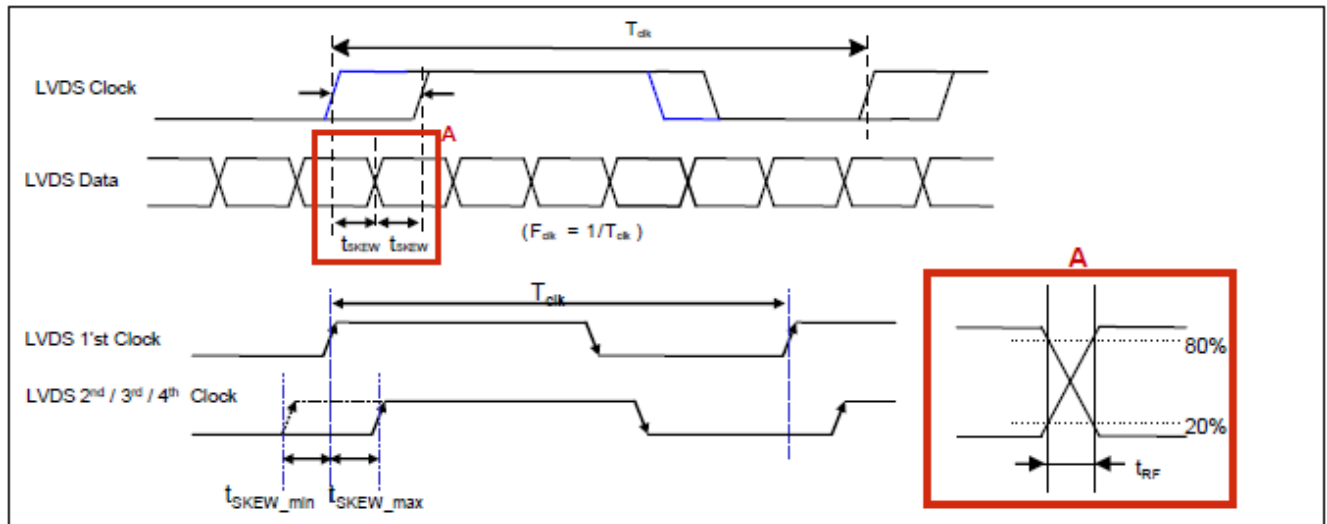 Tclk
LVDS Clock
A
LVDS Data
tSKEW tSKEW
( Fclk = 1/Tclk )
A
Tclk
LVDS 1'st Clock
80%
LVDS 2nd / 3rd / 4th Clock
20%
tRF
tSKEW_min tSKEW_max